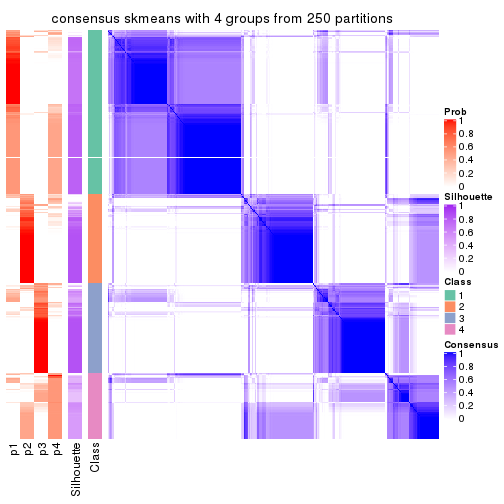 consensus skmeans with 4 groups from 250 partitions
Prob
1
0.8
0.6
0.4
0.2
0
Silhouette
1
0.8
0.6
0.4
0.2
0
Class
1
2
3
4
Consensus
1
0.8
0.6
0.4
0.2
0
p1
p2
p3
p4
Silhouette
Class